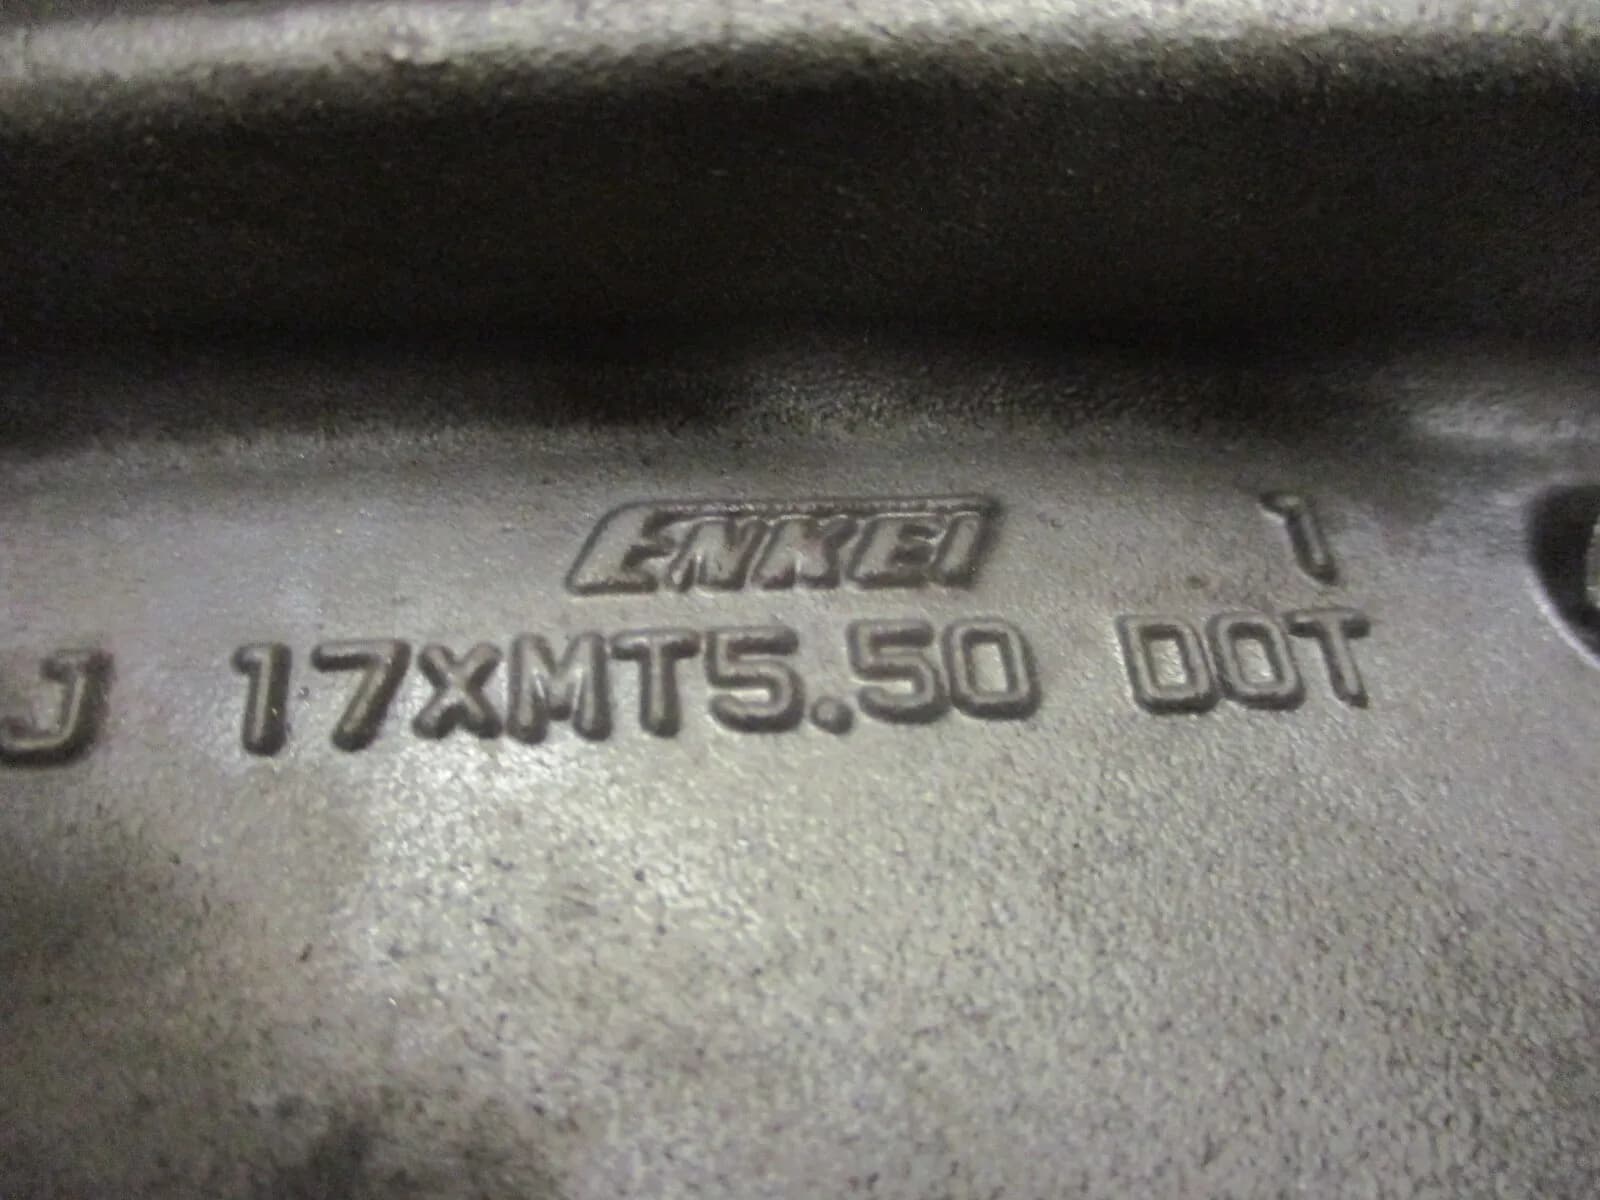 ENKEI 1
J 17XMT5.50 DOT